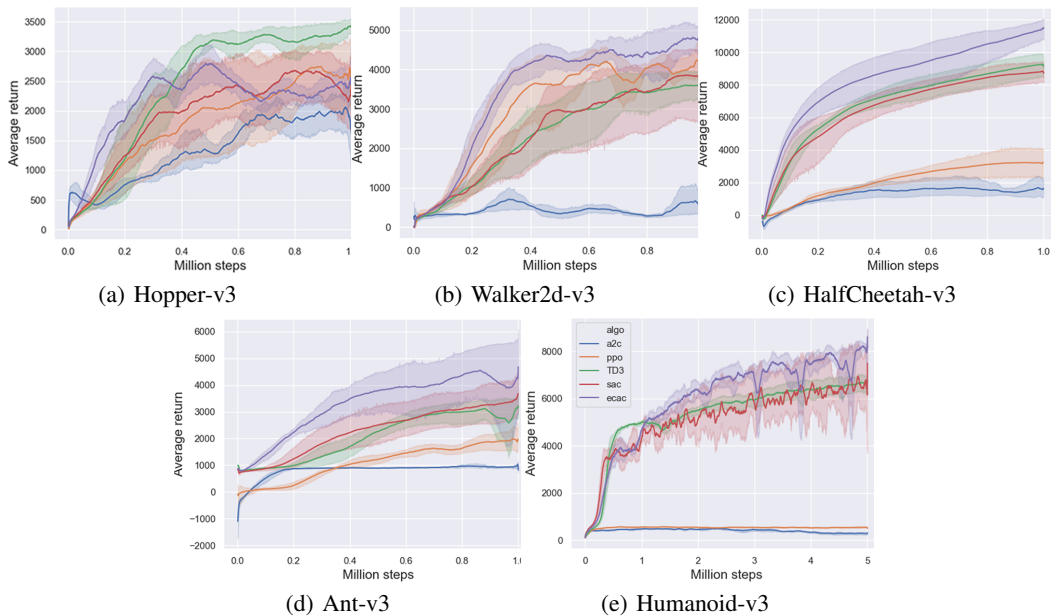 3500
3000
2500
2000
1500
1000
500
0
Average return
0.0 0.2 0.4 0.6 0.8 1
Million steps
(a) Hopper-v3
5000
4000
3000
2000
1000
0
Average return
0.0 0.2 0.4 0.6 0.8
Million steps
(b) Walker2d-v3
12000
10000
8000
6000
4000
2000
0
Average return
0.0 0.2 0.4 0.6 0.8 1.0
Million steps
(c) HalfCheetah-v3
6000
5000
4000
3000
2000
1000
0
−1000
−2000
Average return
0.0 0.2 0.4 0.6 0.8 1.0
Million steps
(d) Ant-v3
8000
6000
4000
2000
0
Average return
algo
a2c
ppo
TD3
sac
ecac
0 1 2 3 4 5
Million steps
(e) Humanoid-v3